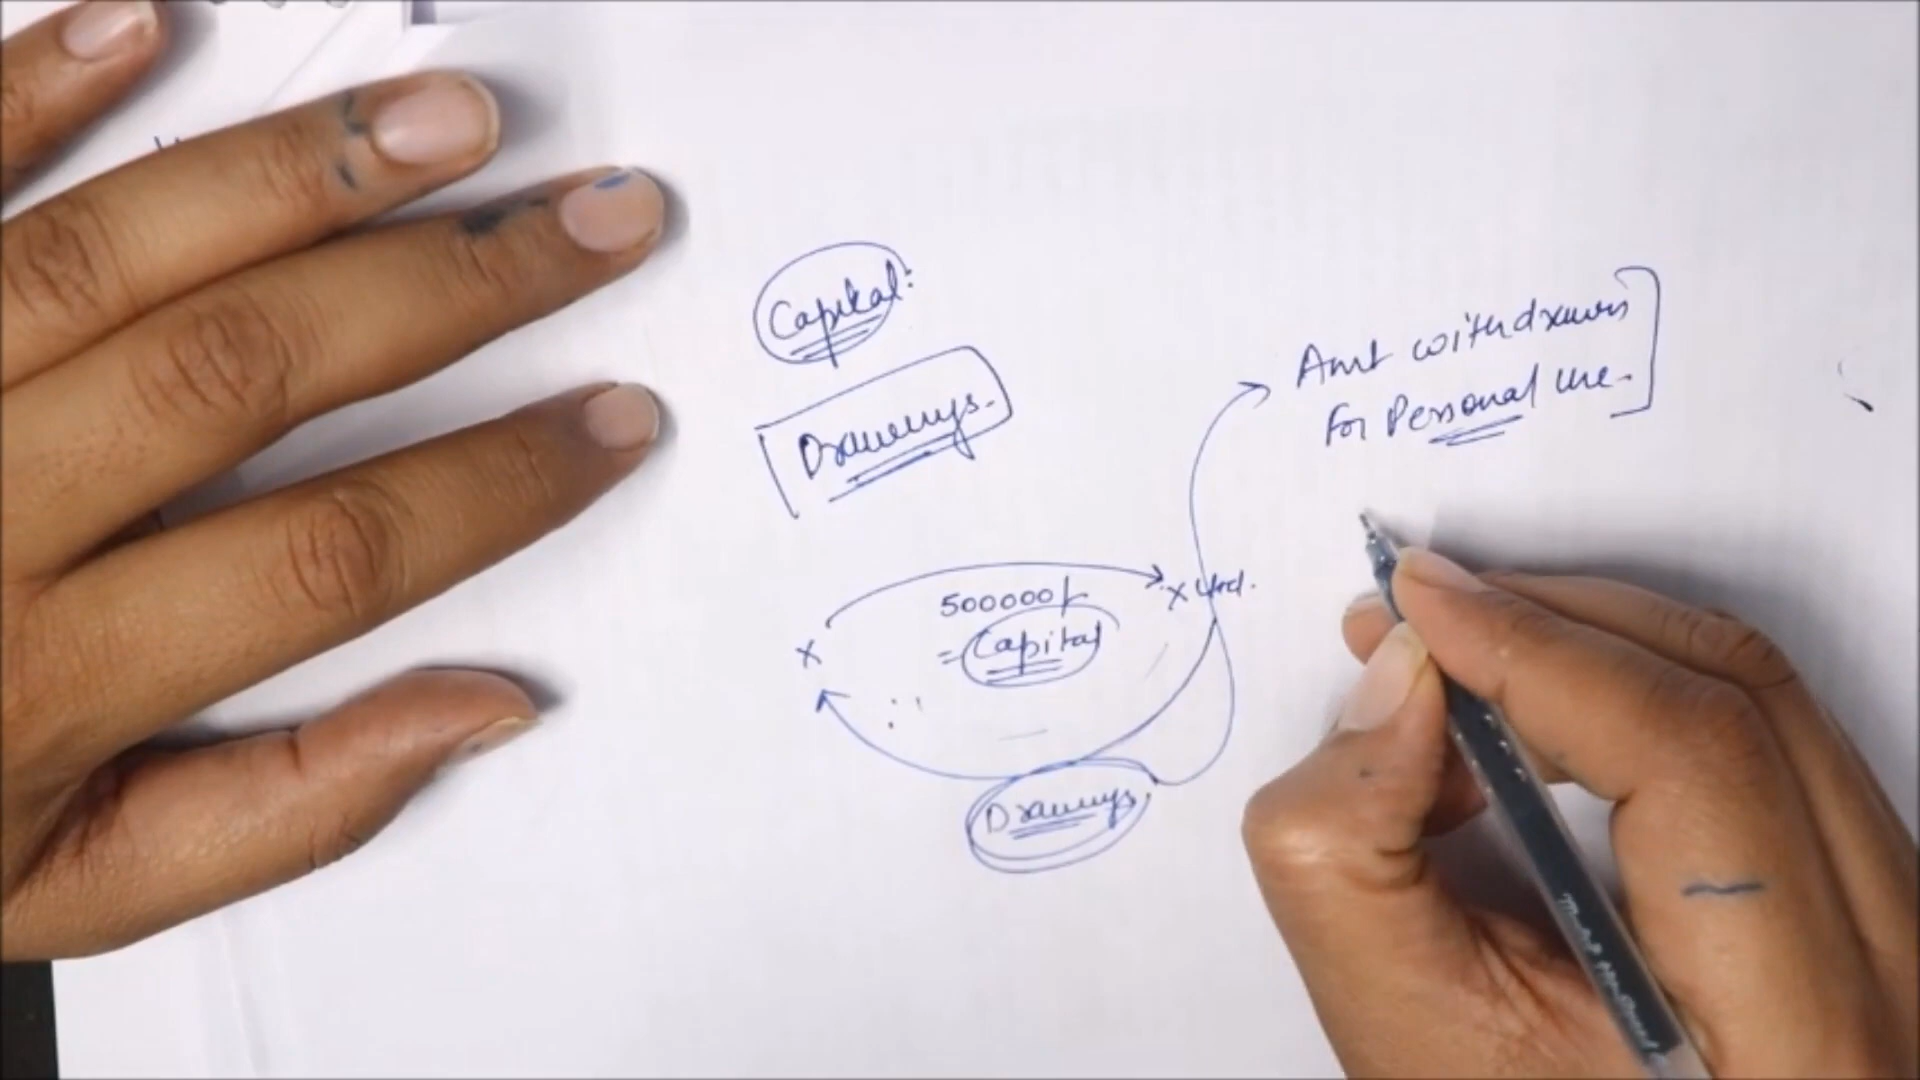 Capital:
Drawings.
Amt withdrawn
for Personal use.
500000/-
X Ltd.
X
= Capital
Drawings